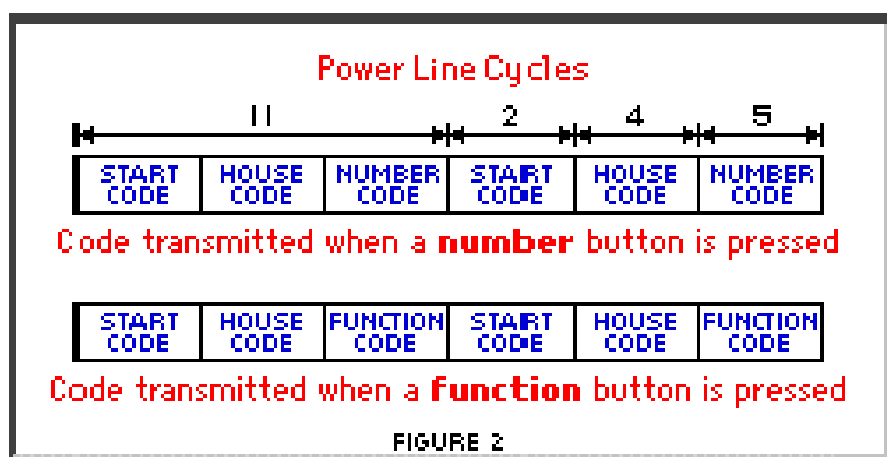 Power Line Cycles
11 2 4 5
START CODE HOUSE CODE NUMBER CODE START CODE HOUSE CODE NUMBER CODE
Code transmitted when a number button is pressed
START CODE HOUSE CODE FUNCTION CODE START CODE HOUSE CODE FUNCTION CODE
Code transmitted when a function button is pressed
FIGURE 2